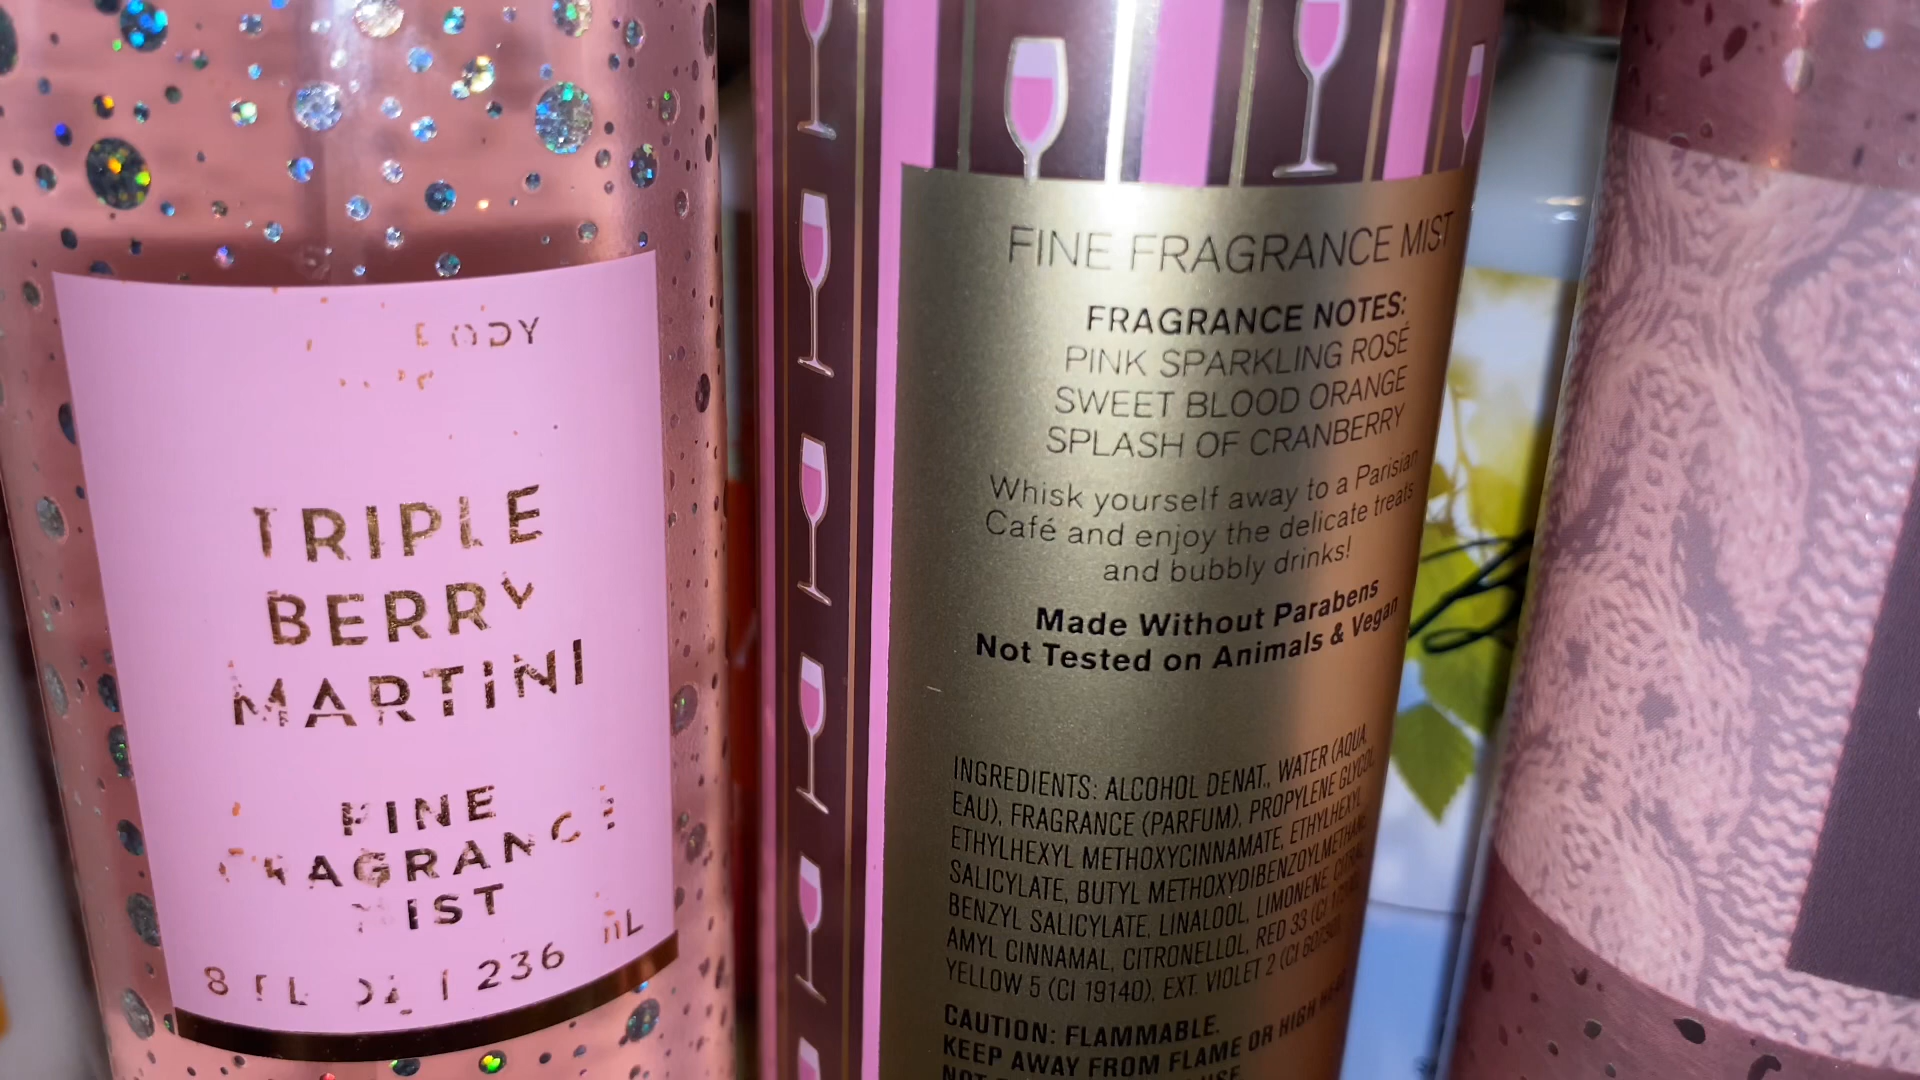 BODY
TRIPLE
BERRY
MARTINI
FINE
FRAGRANCE
MIST
8 FL OZ / 236 mL
FINE FRAGRANCE MIST
FRAGRANCE NOTES:
PINK SPARKLING ROSÉ
SWEET BLOOD ORANGE
SPLASH OF CRANBERRY
Whisk yourself away to a Parisian
Café and enjoy the delicate treats
and bubbly drinks!
Made Without Parabens
Not Tested on Animals & Vegan
INGREDIENTS: ALCOHOL DENAT., WATER (AQUA,
EAU), FRAGRANCE (PARFUM), PROPYLENE GLYCOL,
ETHYLHEXYL METHOXYCINNAMATE, ETHYLHEXYL
SALICYLATE, BUTYL
BENZYL SALICYLATE, LINALOOL, LIMONENE, CITRAL,
AMYL CINNAMAL, CITRONELLOL, RED 33 (CI
YELLOW 5 (CI 19140), EXT. VIOLET 2 (CI 60730).
CAUTION: FLAMMABLE.
KEEP AWAY FROM FLAME OR HIGH HEAT